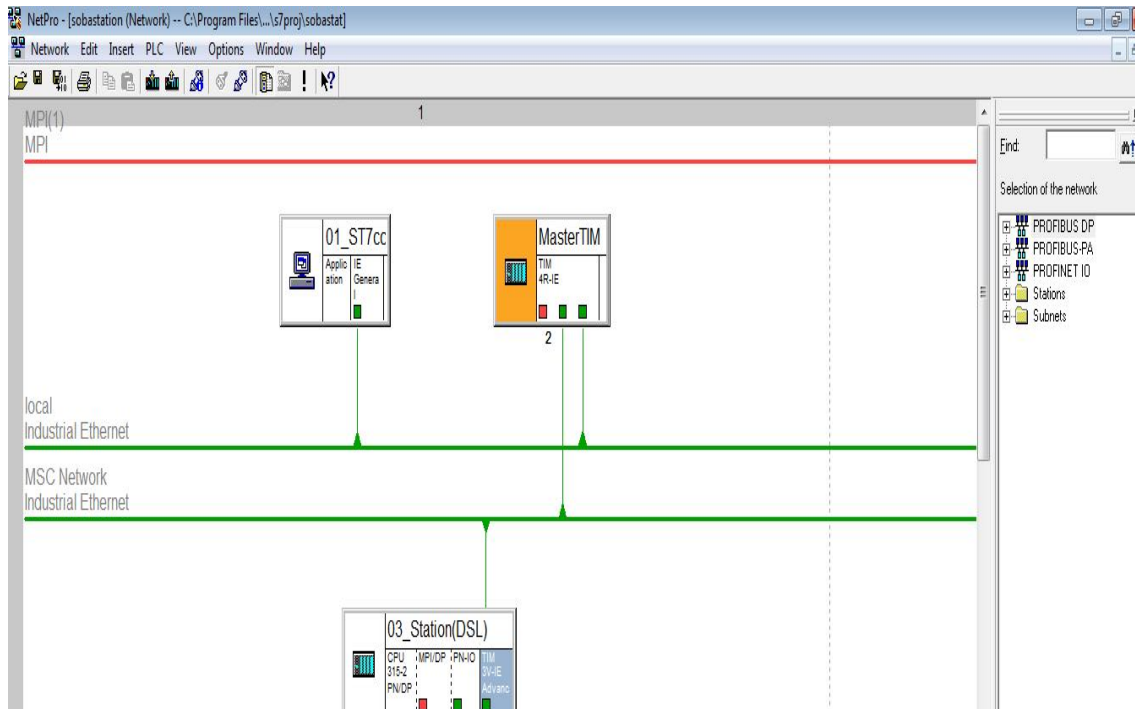 NetPro - [sobastation (Network) -- C:\Program Files\...\s7proj\sobastat]
Network Edit Insert PLC View Options Window Help
1
MPI(1)
MPI
01_ST7cc
Applic
ation
IE
Genera
l
MasterTIM
TIM
4R-IE
2
local
Industrial Ethernet
MSC Network
Industrial Ethernet
03_Station(DSL)
CPU
315-2
PN/DP
MPI/DP
PN-IO
TIM
3V-IE
Advanc
Find:
Selection of the network
PROFIBUS DP
PROFIBUS-PA
PROFINET IO
Stations
Subnets